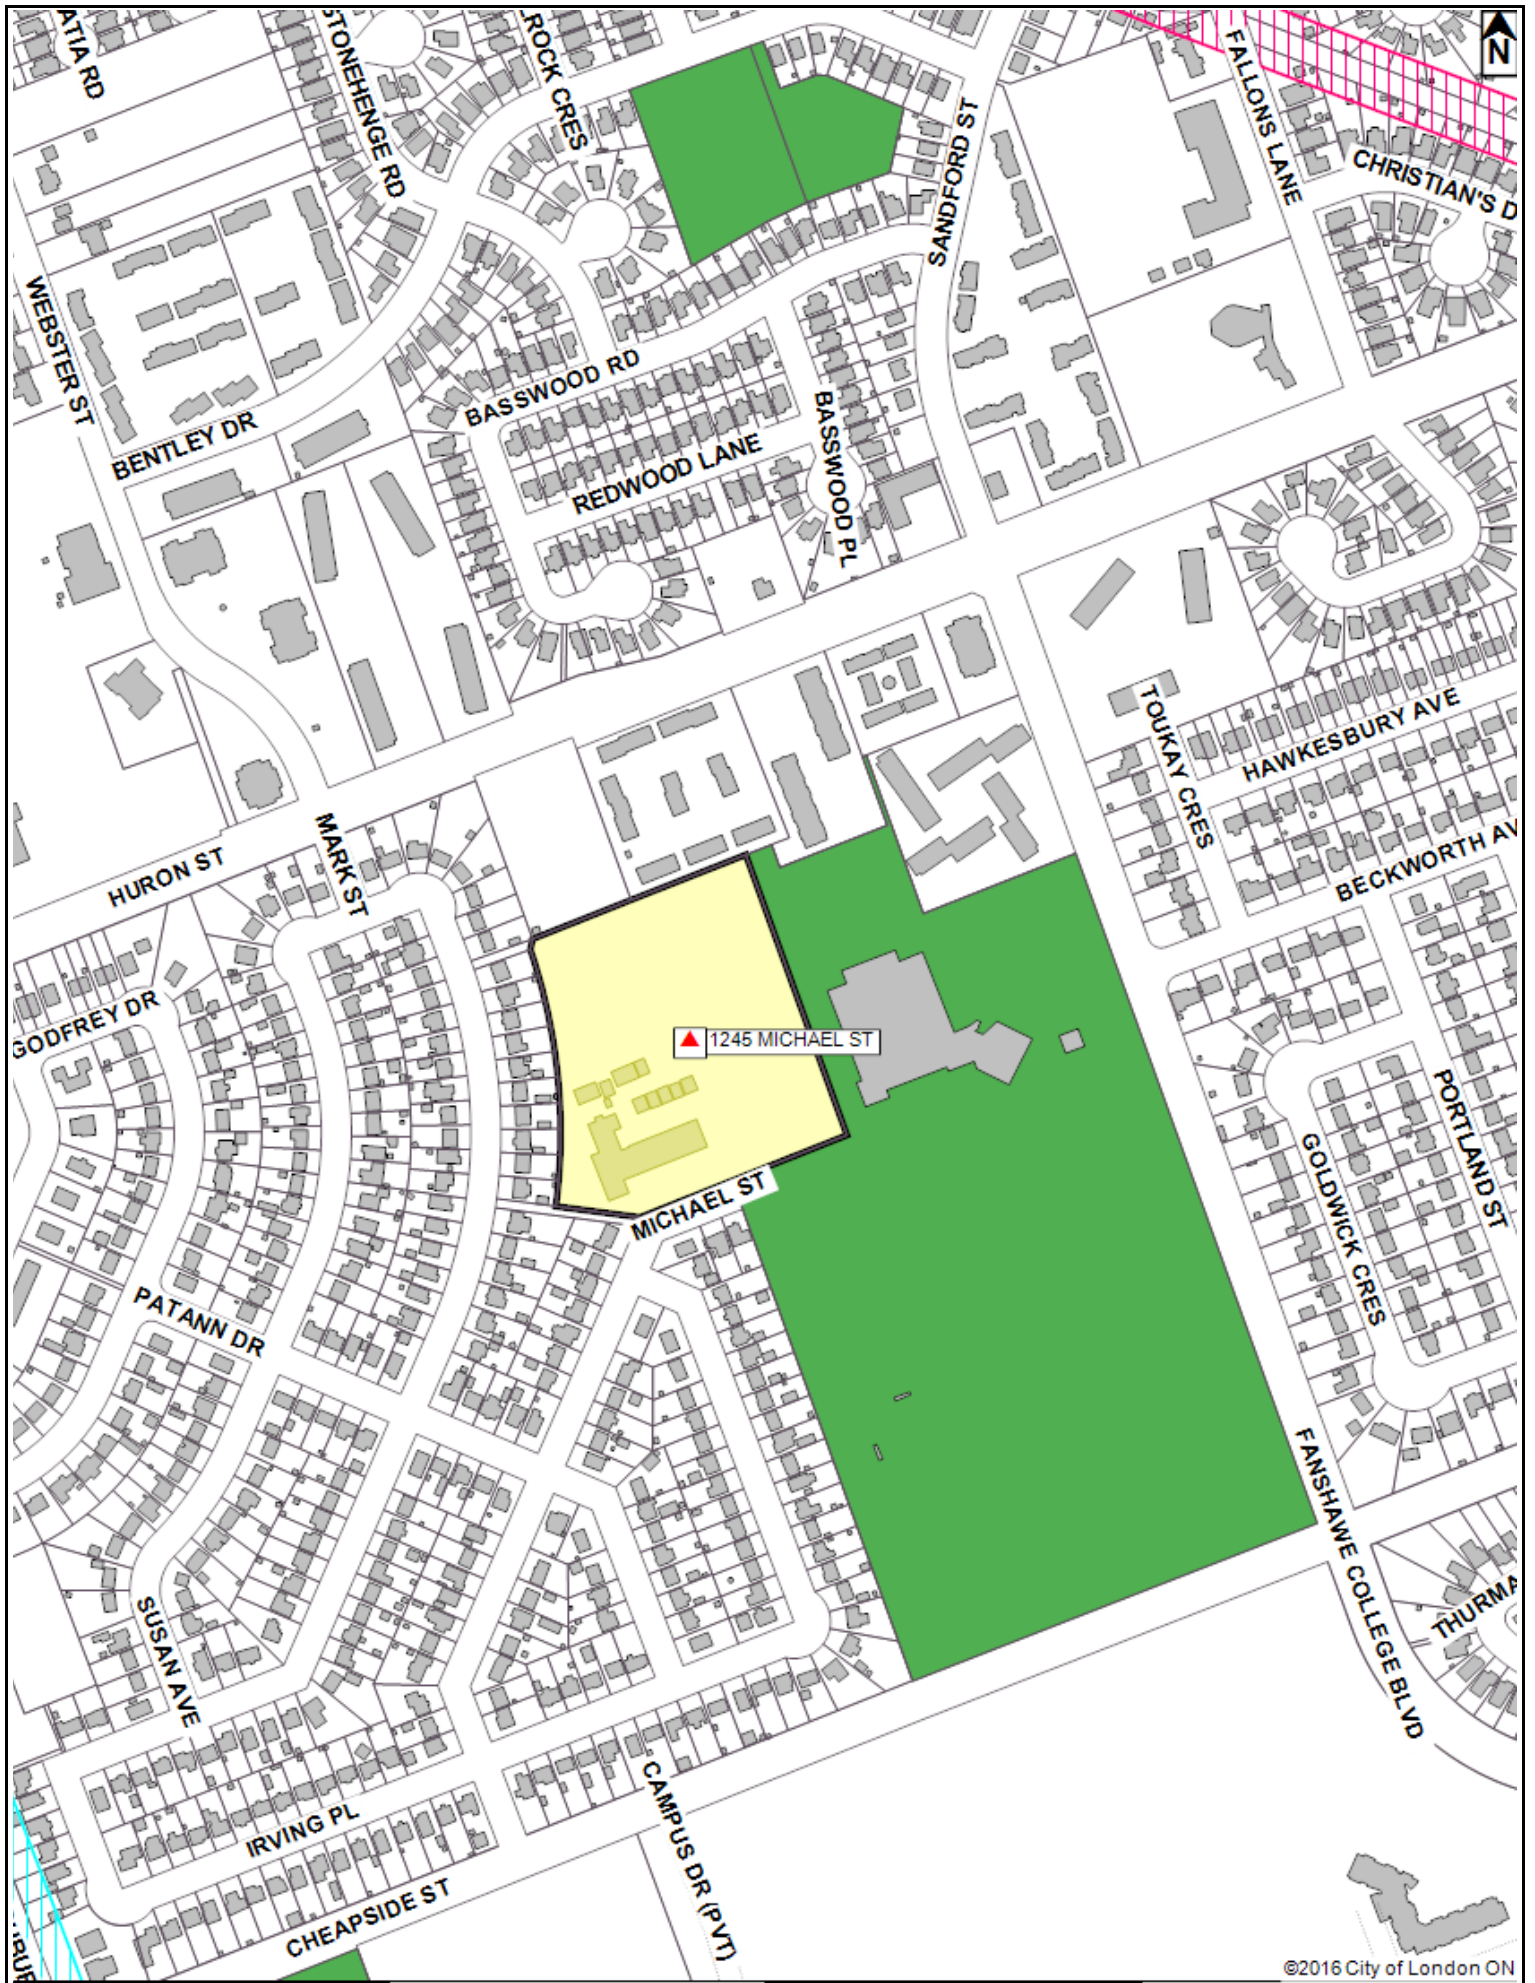 ATIA RD
STONEHENGE RD
ROCK CRES
FALLONS LANE
N
SANDFORD ST
CHRISTIAN'S D
WEBSTER ST
BASSWOOD RD
BENTLEY DR
REDWOOD LANE
BASSWOOD PL
TOUKAY CRES
HAWKESBURY AVE
HURON ST
MARK ST
BECKWORTH AV
GODFREY DR
1245 MICHAEL ST
PORTLAND ST
GOLDWICK CRES
MICHAEL ST
PATANN DR
FANSHAWE COLLEGE BLVD
THURMA
SUSAN AVE
CAMPUS DR (PVT)
IRVING PL
CHEAPSIDE ST
©2016 City of London ON